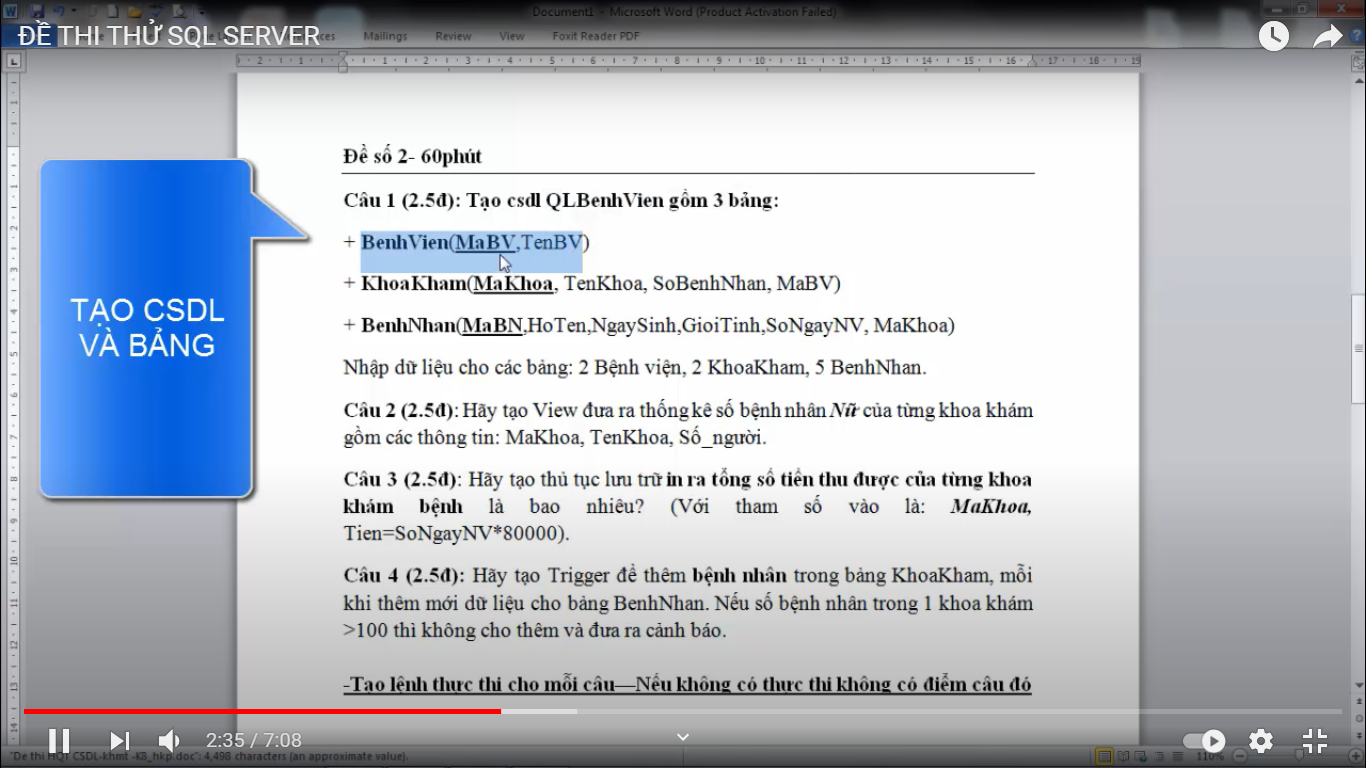 Document1 - Microsoft Word (Product Activation Failed)
ĐỀ THI THỬ SQL SERVER
Mailings Review View Foxit Reader PDF
Đề số 2- 60phút
Câu 1 (2.5đ): Tạo csdl QLBenhVien gồm 3 bảng:
+ BenhVien(MaBV,TenBV)
+ KhoaKham(MaKhoa, TenKhoa, SoBenhNhan, MaBV)
+ BenhNhan(MaBN,HoTen,NgaySinh,GioiTinh,SoNgayNV, MaKhoa)
Nhập dữ liệu cho các bảng: 2 Bệnh viện, 2 KhoaKham, 5 BenhNhan.
TẠO CSDL
VÀ BẢNG
Câu 2 (2.5đ): Hãy tạo View đưa ra thống kê số bệnh nhân Nữ của từng khoa khám
gồm các thông tin: MaKhoa, TenKhoa, Số_người.
Câu 3 (2.5đ): Hãy tạo thủ tục lưu trữ in ra tổng số tiền thu được của từng khoa
khám bệnh là bao nhiêu? (Với tham số vào là: MaKhoa,
Tien=SoNgayNV*80000).
Câu 4 (2.5đ): Hãy tạo Trigger để thêm bệnh nhân trong bảng KhoaKham, mỗi
khi thêm mới dữ liệu cho bảng BenhNhan. Nếu số bệnh nhân trong 1 khoa khám
>100 thì không cho thêm và đưa ra cảnh báo.
-Tạo lệnh thực thi cho mỗi câu—Nếu không có thực thi không có điểm câu đó
2:35 / 7:08
"De thi HQT CSDL-khmt -K8_hkp.doc": 4,498 characters (an approximate value).
110%